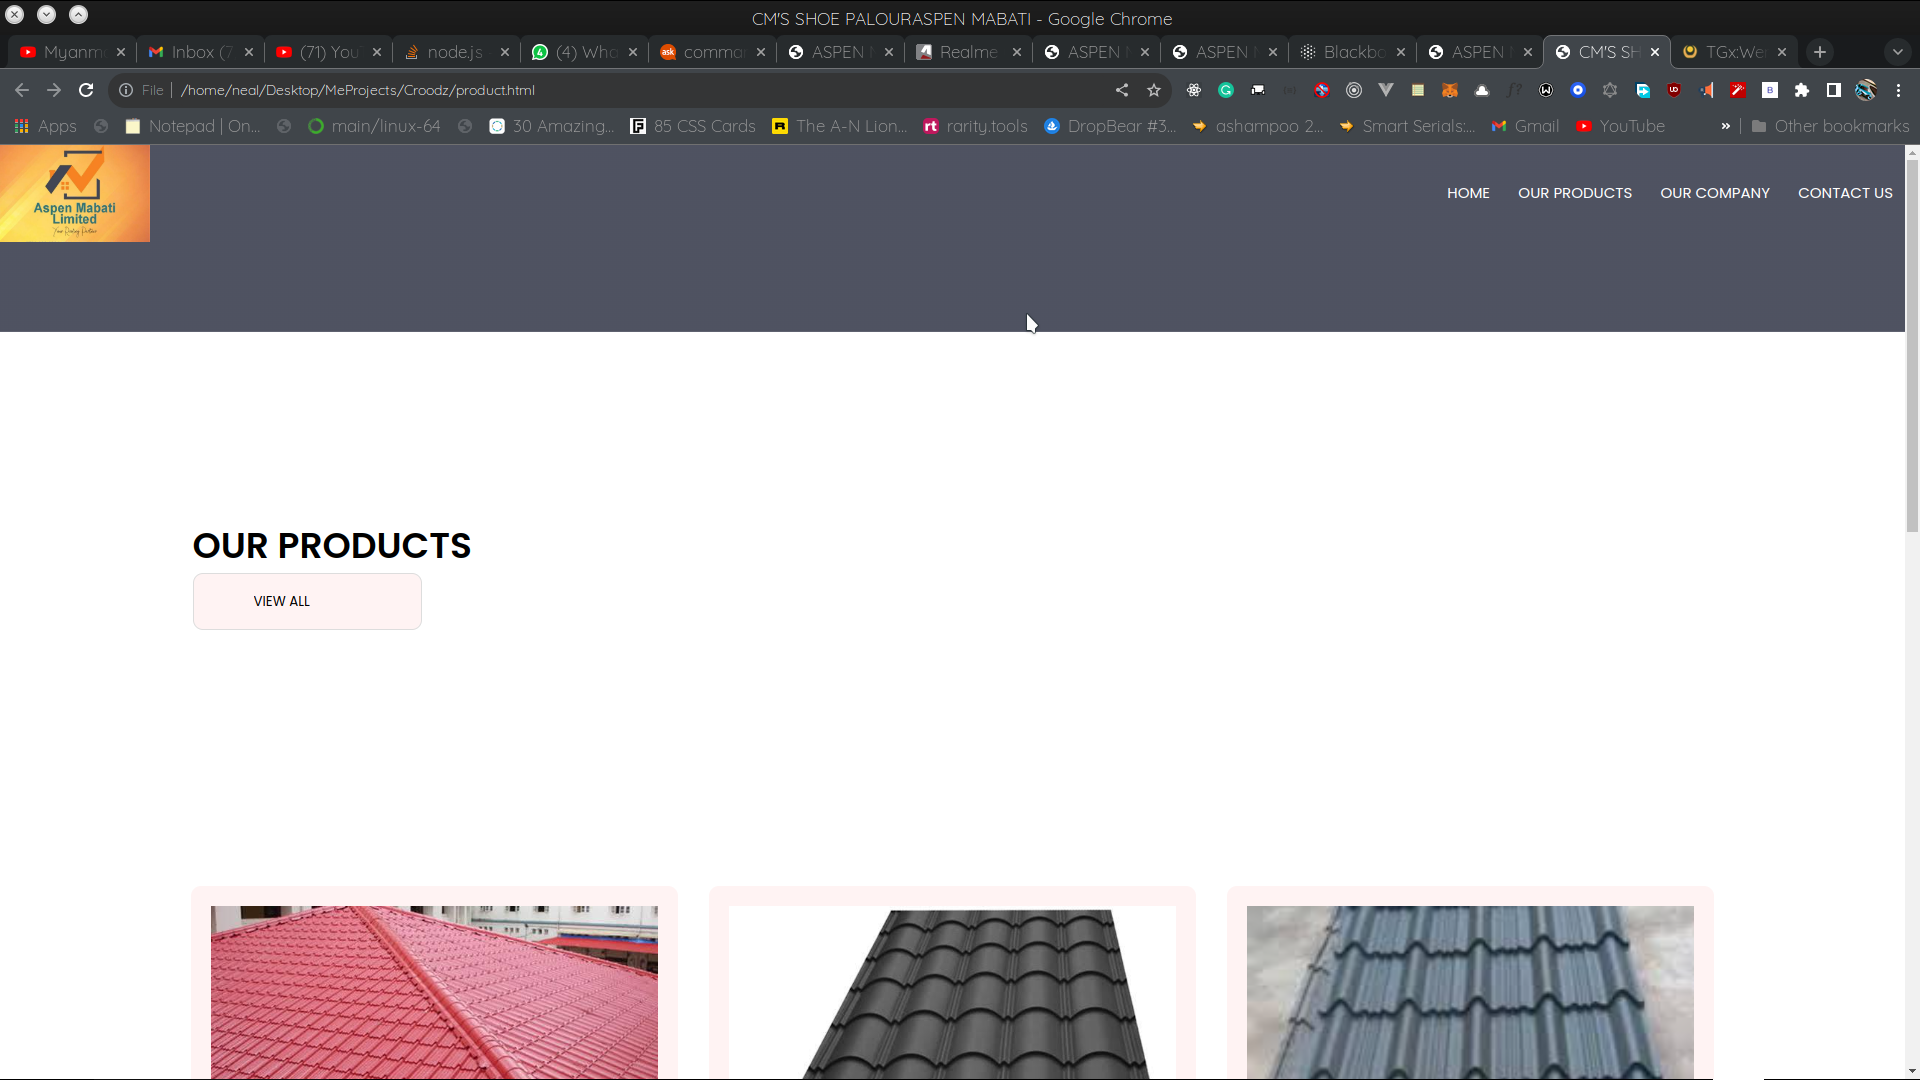 CM'S SHOE PALOURASPEN MABATI - Google Chrome
Myanm
Inbox (7
(71) You
node.js
(4) Wha
comma
ASPEN
Realme
ASPEN
ASPEN
Blackbo
ASPEN
CM'S SH
TGx:We
File
/home/neal/Desktop/MeProjects/Croodz/product.html
Apps
Notepad | On...
main/linux-64
30 Amazing...
85 CSS Cards
The A-N Lion...
rarity.tools
DropBear #3...
ashampoo 2...
Smart Serials:...
Gmail
YouTube
»
Other bookmarks
Aspen Mabati
Limited
Your Roofing Partner
HOME
OUR PRODUCTS
OUR COMPANY
CONTACT US
OUR PRODUCTS
VIEW ALL